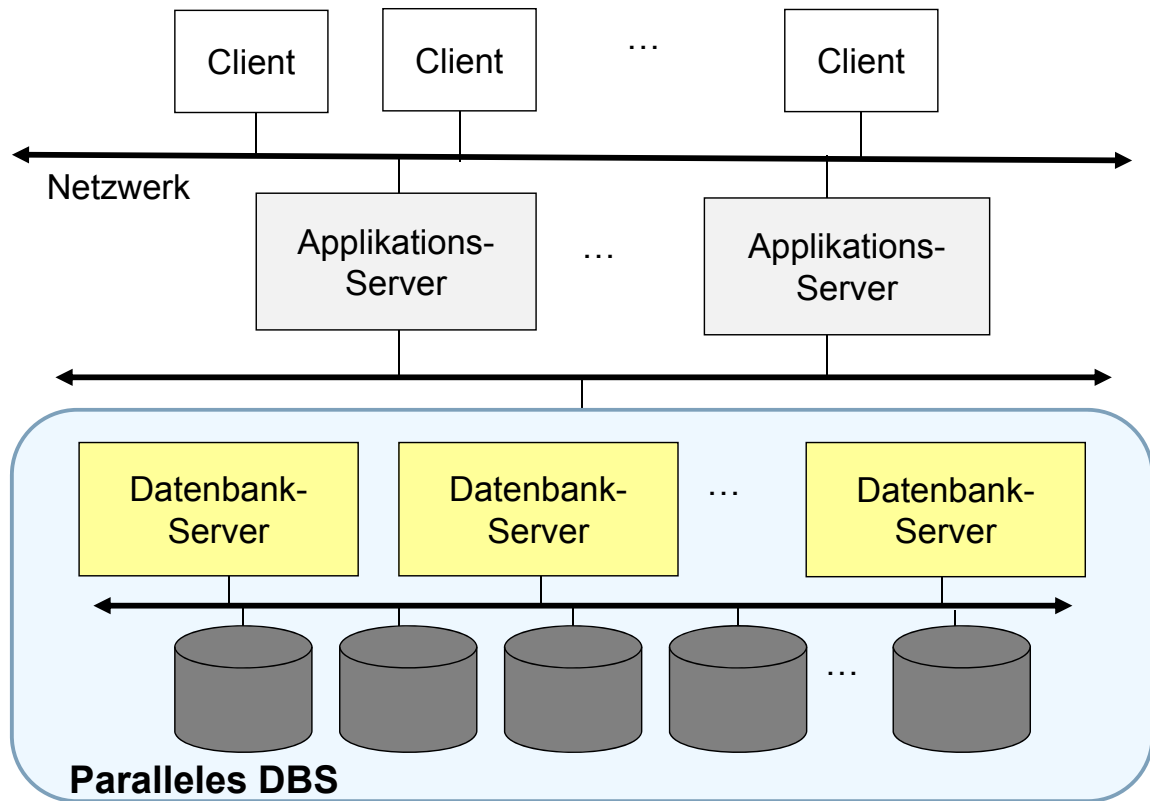 Client
Client
...
Client
Netzwerk
Applikations-
Server
...
Applikations-
Server
Datenbank-
Server
Datenbank-
Server
...
Datenbank-
Server
...
Paralleles DBS